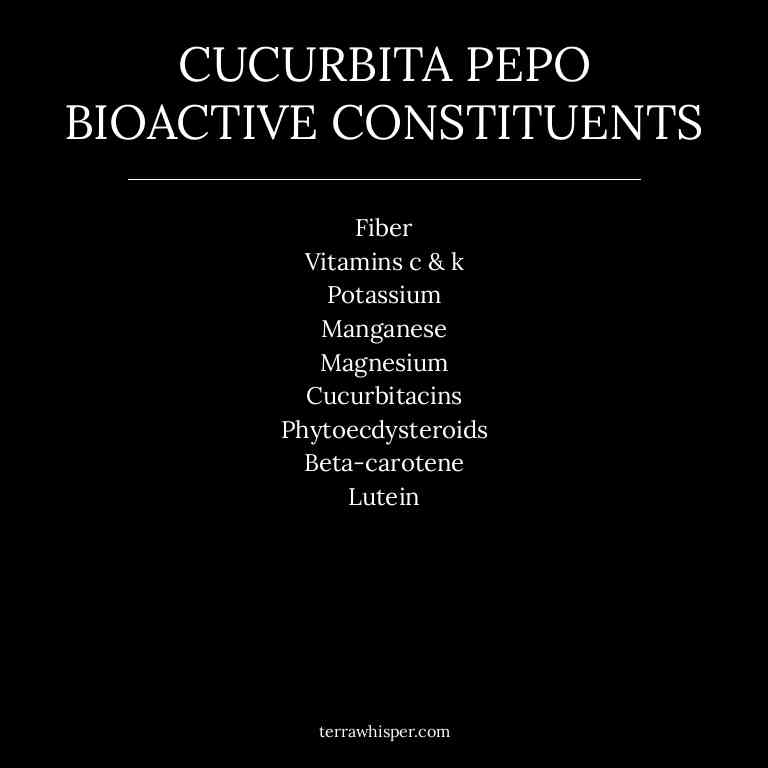 CUCURBITA PEPO
BIOACTIVE CONSTITUENTS
Fiber
Vitamins c & k
Potassium
Manganese
Magnesium
Cucurbitacins
Phytoecdysteroids
Beta-carotene
Lutein
terrawhisper.com